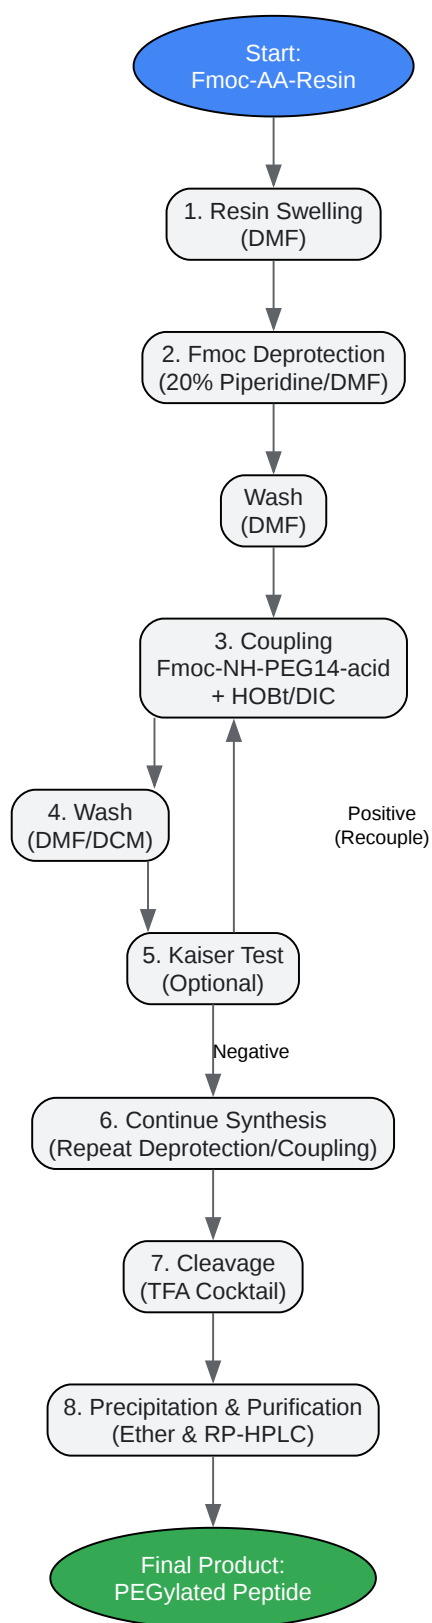 Start:
Fmoc-AA-Resin
1. Resin Swelling
(DMF)
2. Fmoc Deprotection
(20% Piperidine/DMF)
Wash
(DMF)
3. Coupling
Fmoc-NH-PEG14-acid
+ HOBt/DIC
4. Wash
(DMF/DCM)
Positive
(Recouple)
5. Kaiser Test
(Optional)
Negative
6. Continue Synthesis
(Repeat Deprotection/Coupling)
7. Cleavage
(TFA Cocktail)
8. Precipitation & Purification
(Ether & RP-HPLC)
Final Product:
PEGylated Peptide